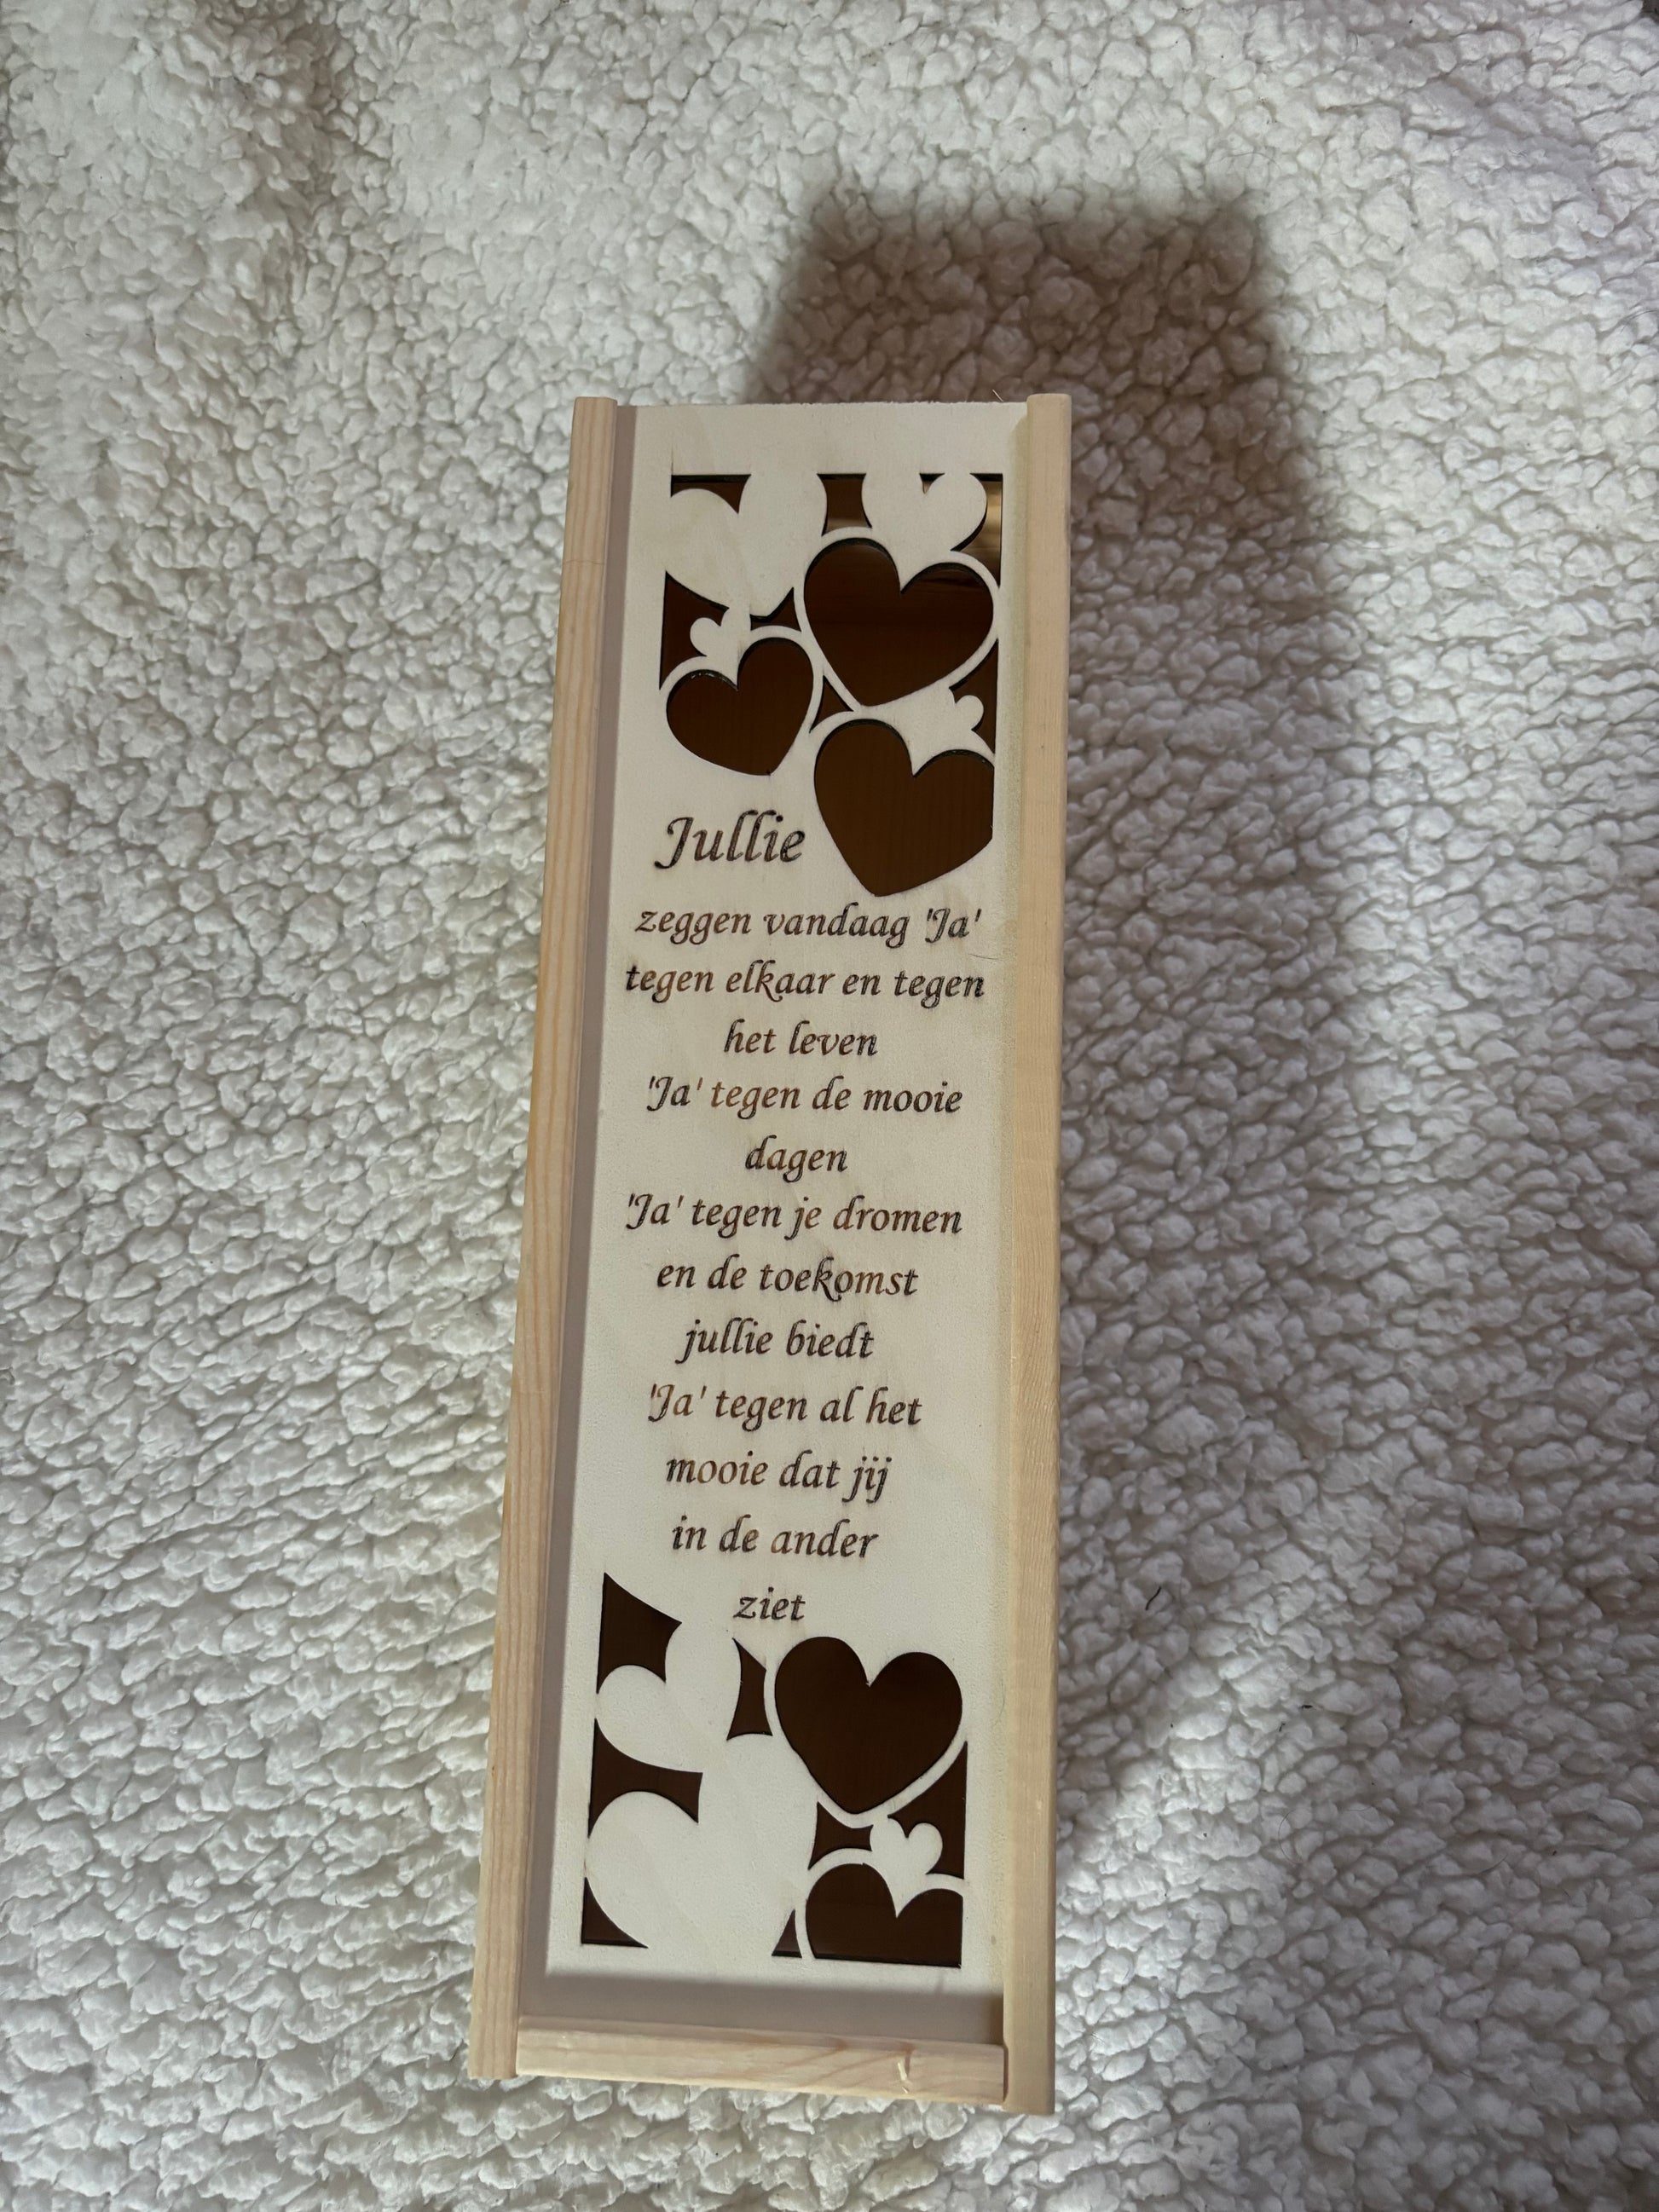 Jullie
zeggen vandaag 'Ja'
tegen elkaar en tegen
het leven
'Ja' tegen de mooie
dagen
'Ja' tegen je dromen
en de toekomst
jullie biedt
'Ja' tegen al het
mooie dat jij
in de ander
ziet